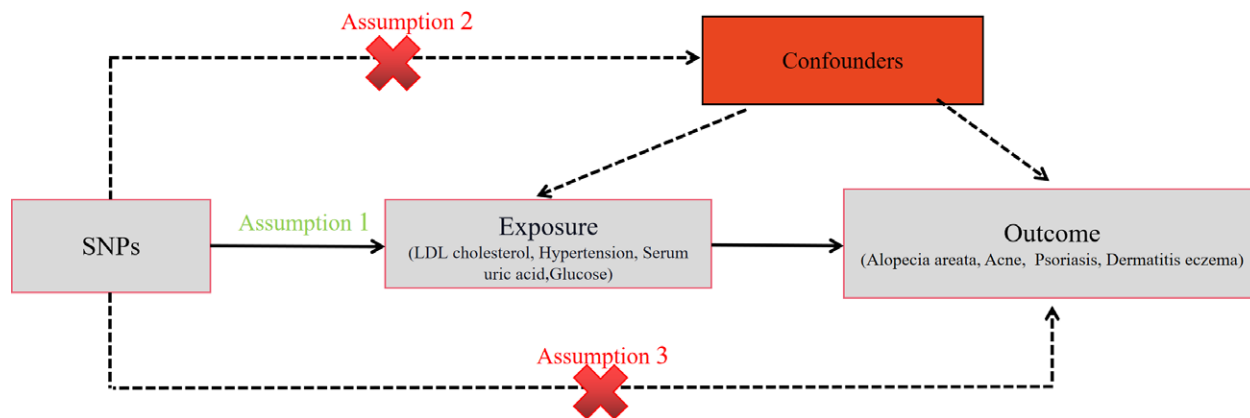 Assumption 2
Confounders
SNPs
Assumption 1
Exposure
(LDL cholesterol, Hypertension, Serum
uric acid,Glucose)
Outcome
(Alopecia areata, Acne, Psoriasis, Dermatitis eczema)
Assumption 3